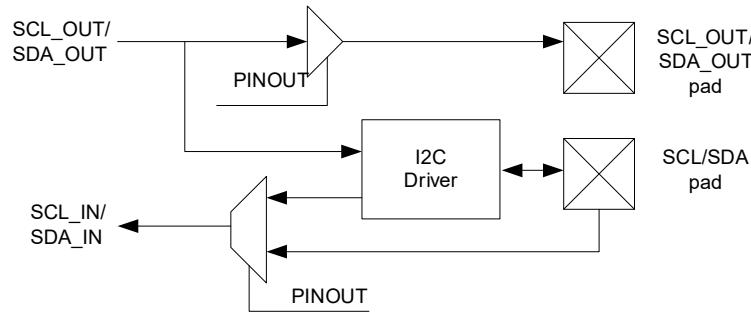 SCL_OUT/
SDA_OUT
PINOUT
SCL_OUT/
SDA_OUT
pad
I2C
Driver
SCL/SDA
pad
SCL_IN/
SDA_IN
PINOUT